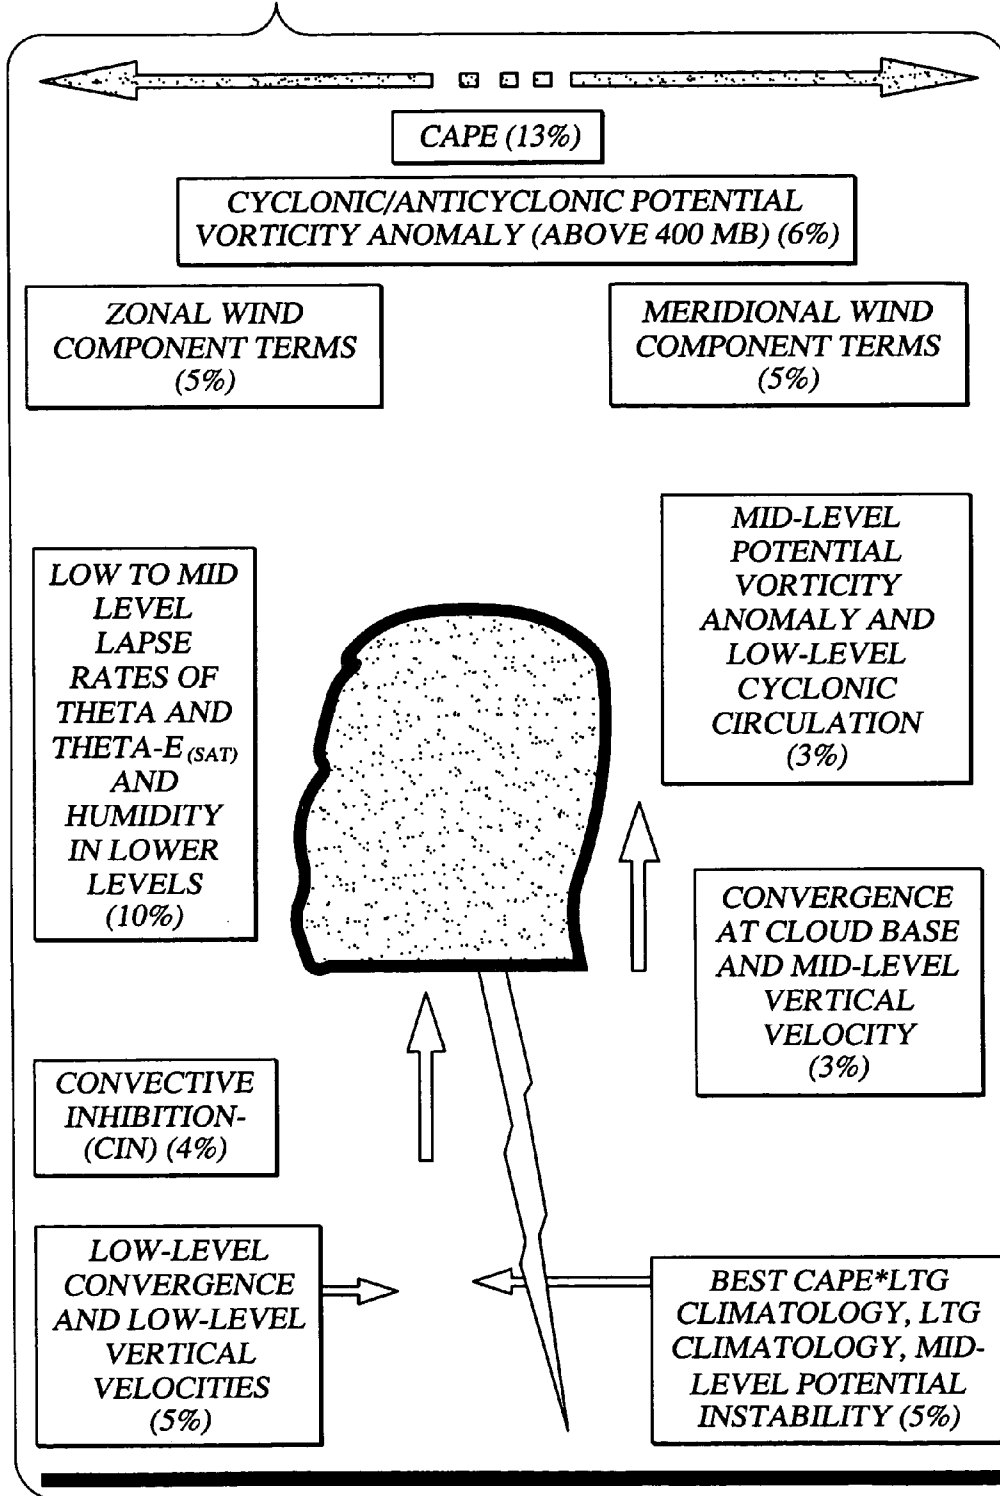 CAPE (13%)
CYCLONIC/ANTICYCLONIC POTENTIAL
VORTICITY ANOMALY (ABOVE 400 MB) (6%)
ZONAL WIND
COMPONENT TERMS
(5%)
MERIDIONAL WIND
COMPONENT TERMS
(5%)
MID-LEVEL
POTENTIAL
VORTICITY
ANOMALY AND
LOW-LEVEL
CYCLONIC
CIRCULATION
(3%)
LOW TO MID
LEVEL
LAPSE
RATES OF
THETA AND
THETA-E (SAT)
AND
HUMIDITY
IN LOWER
LEVELS
(10%)
CONVERGENCE
AT CLOUD BASE
AND MID-LEVEL
VERTICAL
VELOCITY
(3%)
CONVECTIVE
INHIBITION-
(CIN) (4%)
LOW-LEVEL
CONVERGENCE
AND LOW-LEVEL
VERTICAL
VELOCITIES
(5%)
BEST CAPE*LTG
CLIMATOLOGY, LTG
CLIMATOLOGY, MID-
LEVEL POTENTIAL
INSTABILITY (5%)